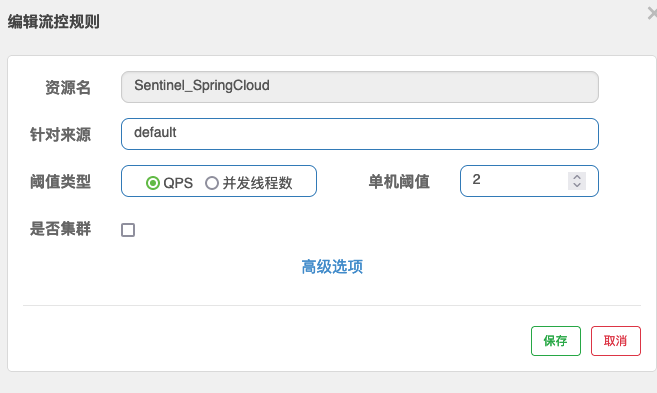 编辑流控规则
资源名 Sentinel_SpringCloud
针对来源 default
阈值类型 QPS 并发线程数 单机阈值 2
是否集群
高级选项
保存 取消